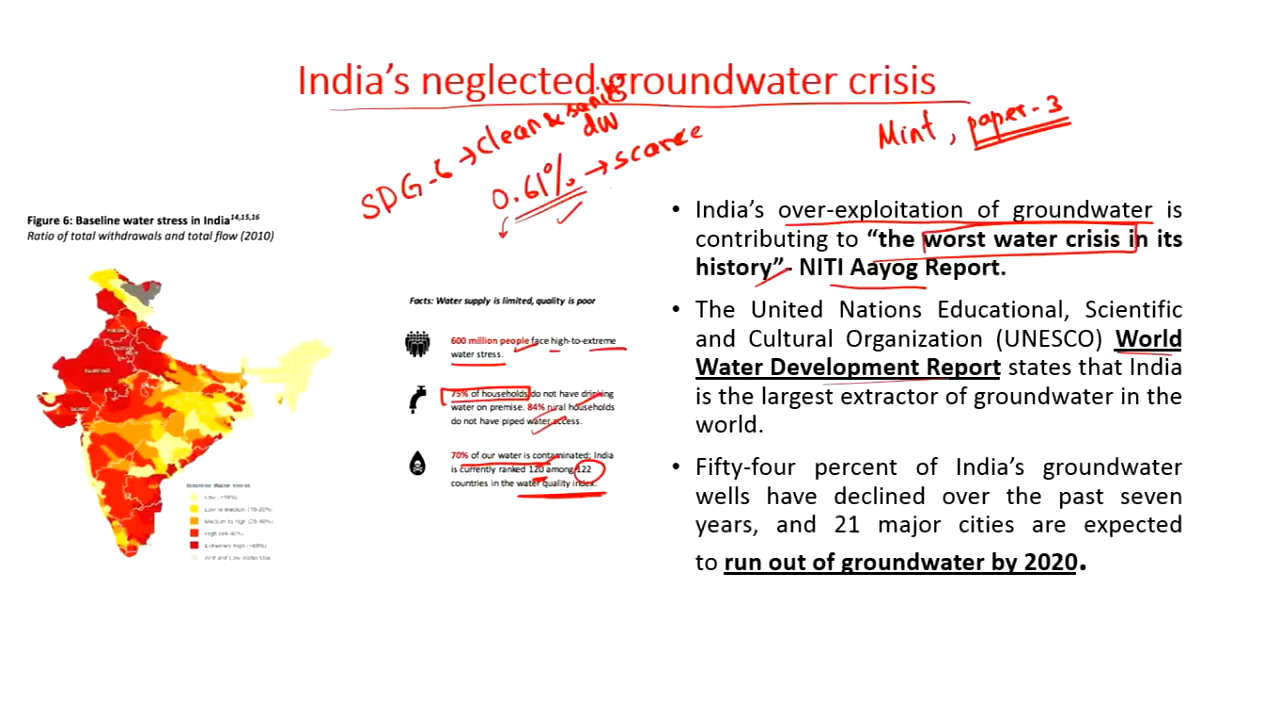 India's neglected groundwater crisis
SDG-6 → clean & sanit
dw
0.61% → scarce
Mint, paper-3
Figure 6: Baseline water stress in India14,15,16
Ratio of total withdrawals and total flow (2010)
Baseline Water Stress
Facts: Water supply is limited, quality is poor
600 million people face high-to-extreme
water stress.
75% of households do not have drinking
water on premise. 84% rural households
do not have piped water access.
70% of our water is contaminated; India
is currently ranked 120 among 122
countries in the water quality index.
• India's over-exploitation of groundwater is
contributing to “the worst water crisis in its
history”- NITI Aayog Report.
• The United Nations Educational, Scientific
and Cultural Organization (UNESCO) World
Water Development Report states that India
is the largest extractor of groundwater in the
world.
• Fifty-four percent of India's groundwater
wells have declined over the past seven
years, and 21 major cities are expected
to run out of groundwater by 2020.